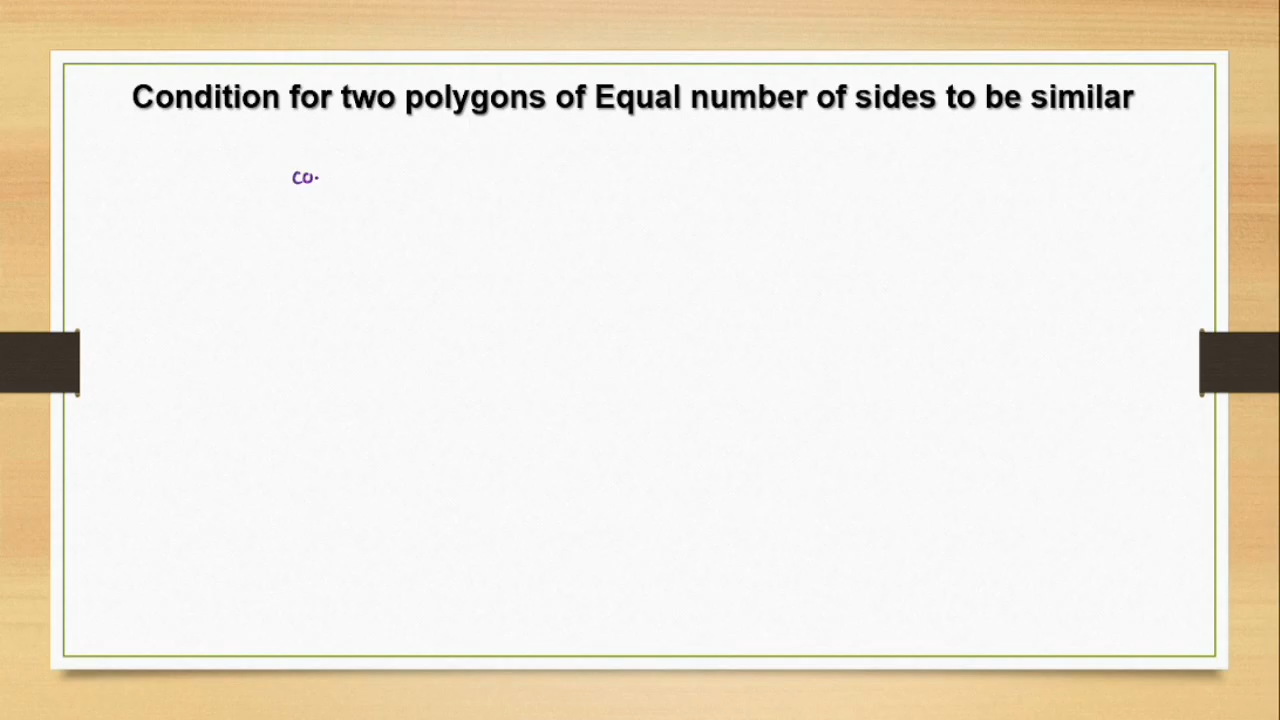 Condition for two polygons of Equal number of sides to be similar
co.